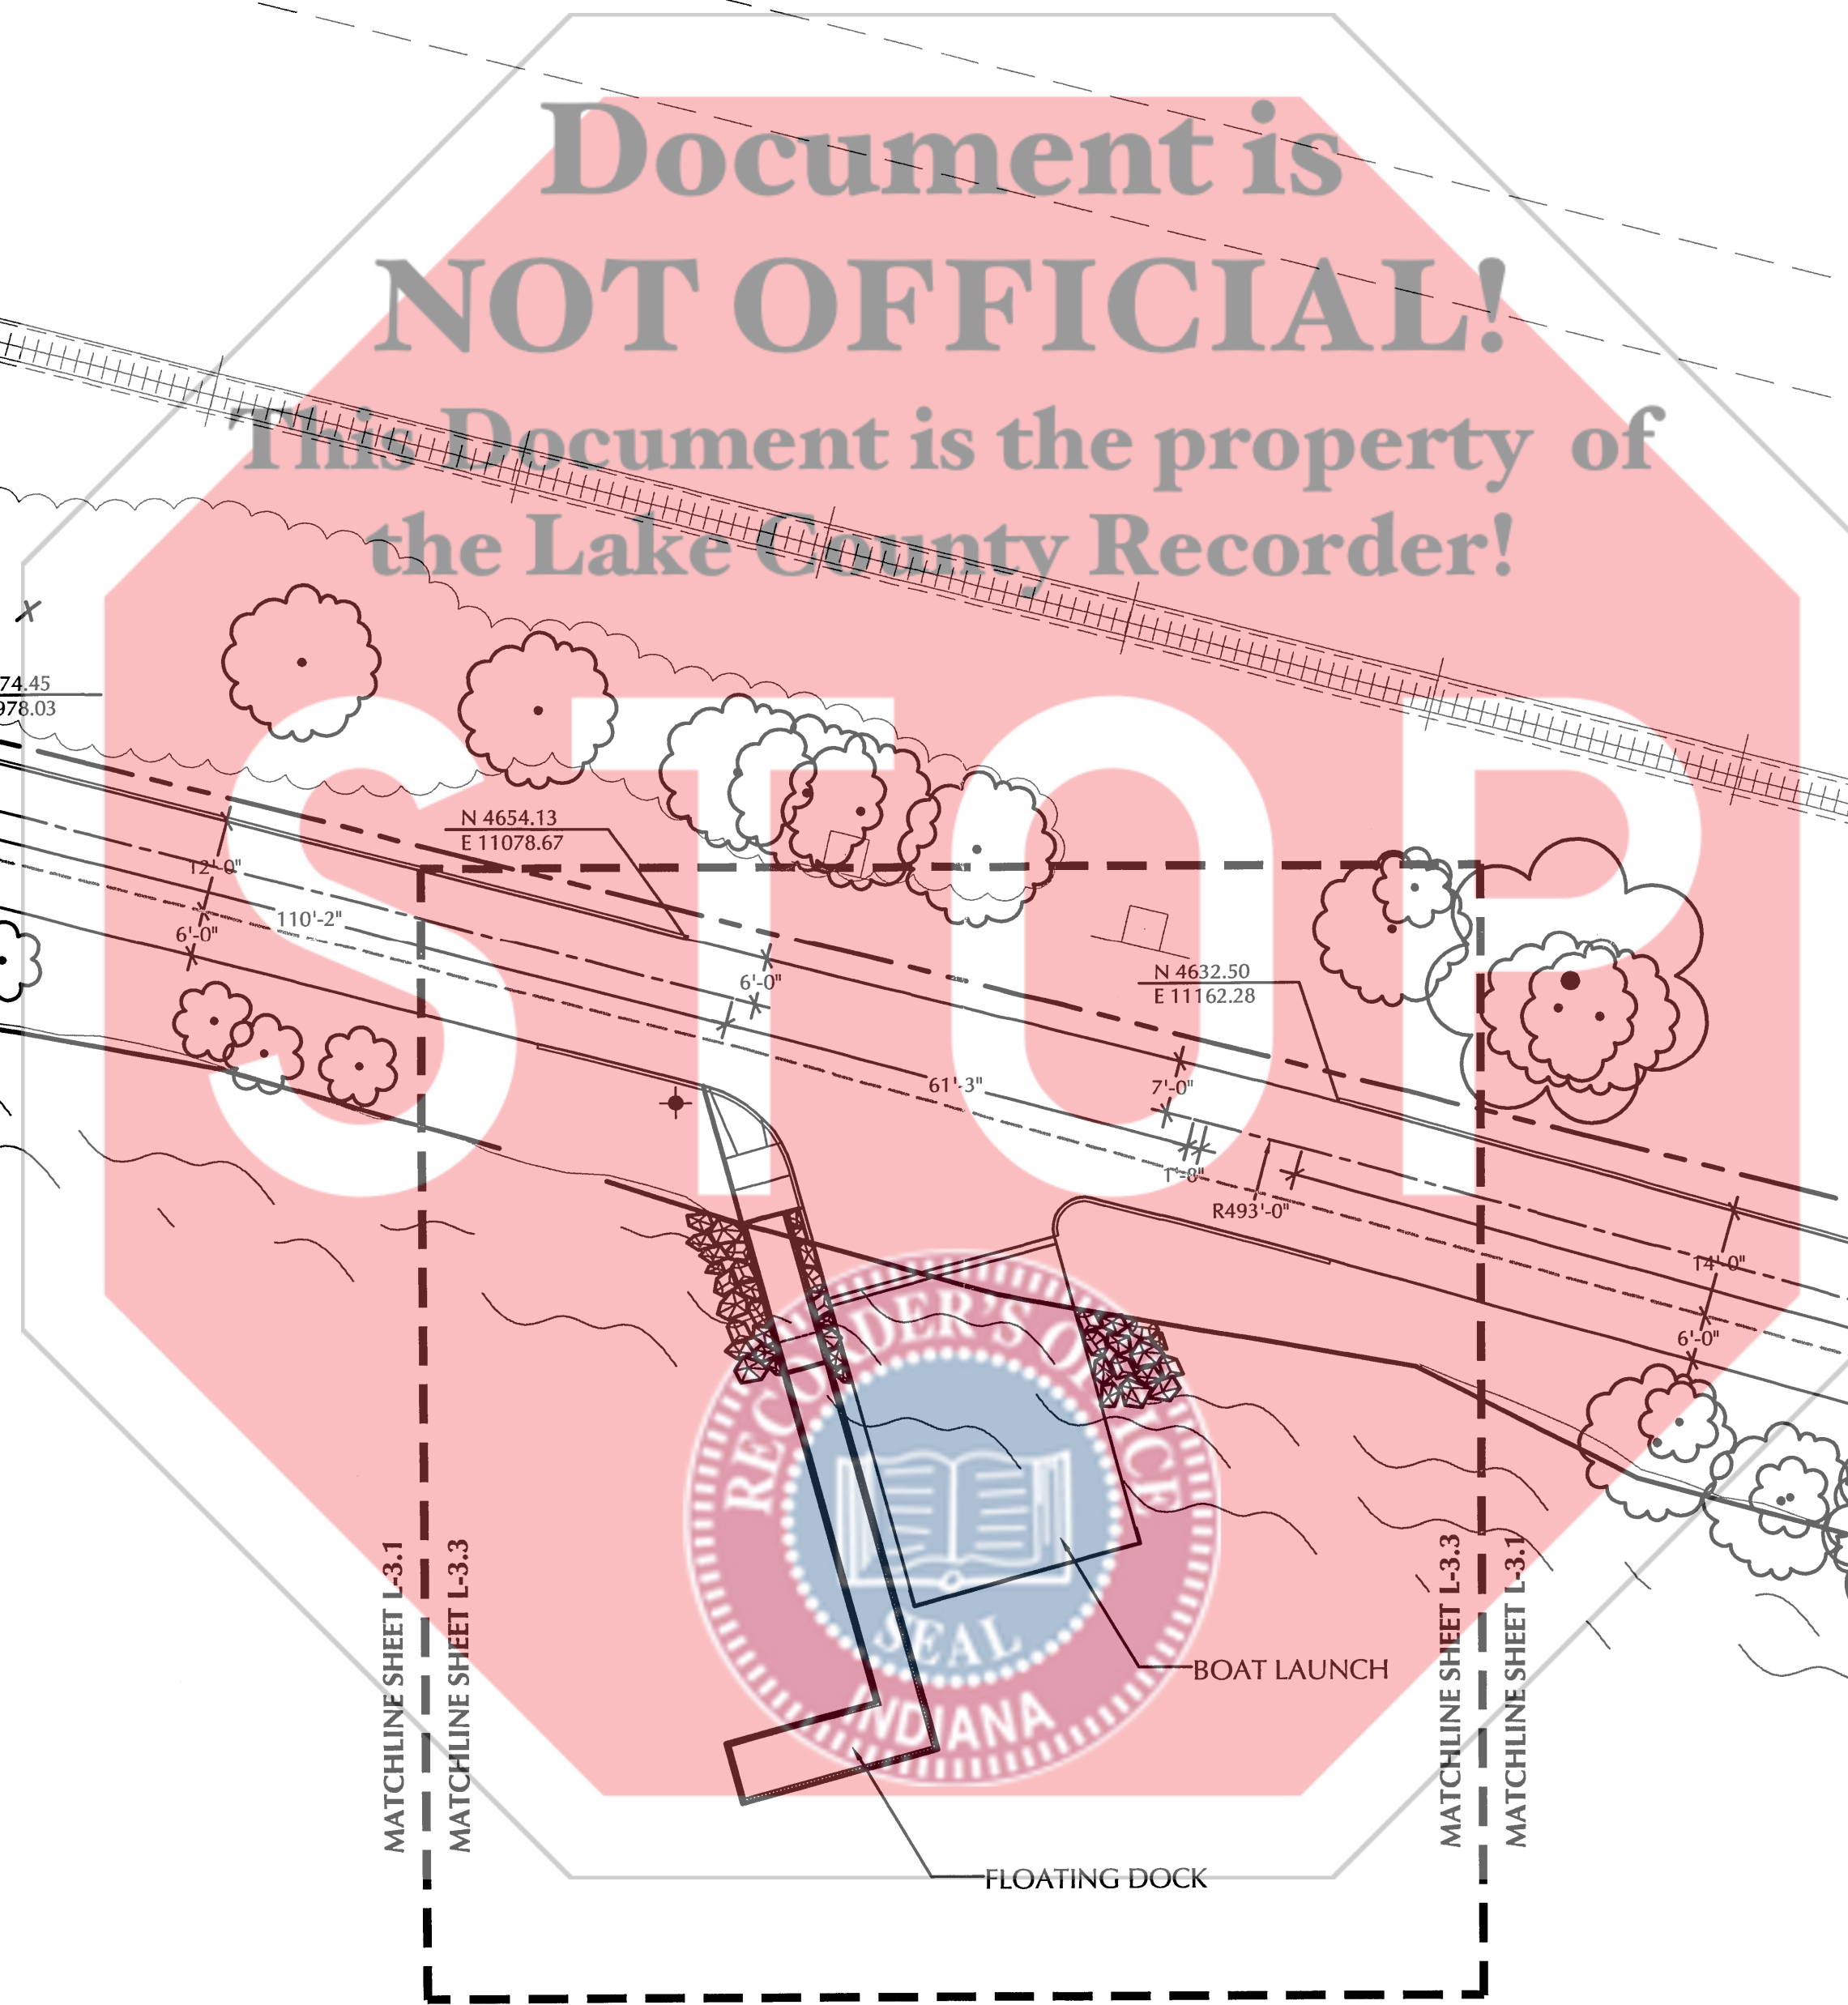 Document is
NOT OFFICIAL!
This Document is the property of
the Lake County Recorder!
STOP
74.45
978.03
N 4654.13
E 11078.67
12'-0"
110'-2"
6'-0"
6'-0"
N 4632.50
E 11162.28
61'-3"
7'-0"
1'-8"
R493'-0"
14'-0"
6'-0"
RECORDER'S OFFICE
SEAL
INDIANA
MATCHLINE SHEET L-3.1
MATCHLINE SHEET L-3.3
MATCHLINE SHEET L-3.3
MATCHLINE SHEET L-3.1
BOAT LAUNCH
FLOATING DOCK